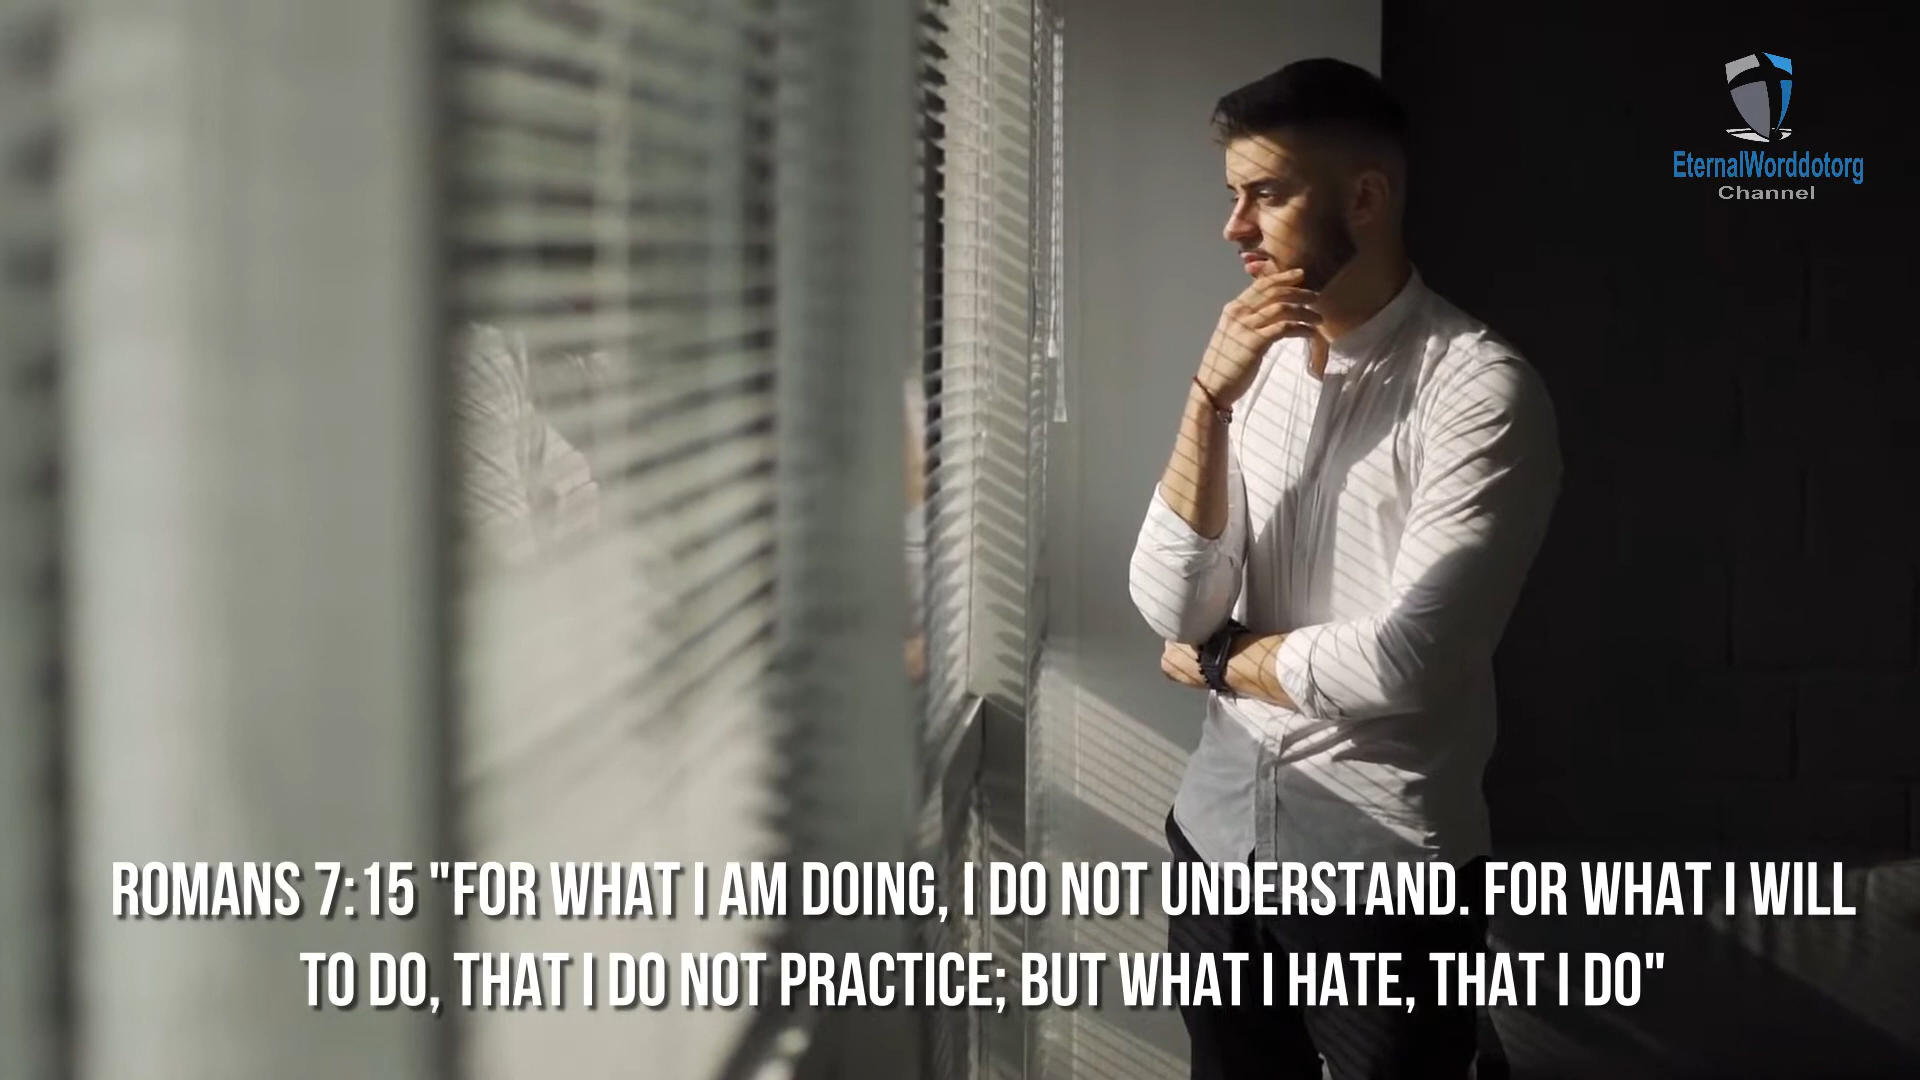 EternalWorddotorg
Channel
ROMANS 7:15 "FOR WHAT I AM DOING, I DO NOT UNDERSTAND. FOR WHAT I WILL
TO DO, THAT I DO NOT PRACTICE; BUT WHAT I HATE, THAT I DO"